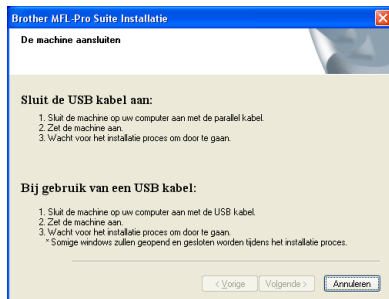 Brother MFL-Pro Suite Installatie
De machine aansluiten
Sluit de USB kabel aan:
1. Sluit de machine op uw computer aan met de parallel kabel.
2. Zet de machine aan.
3. Wacht voor het installatie proces om door te gaan.
Bij gebruik van een USB kabel:
1. Sluit de machine op uw computer aan met de USB kabel.
2. Zet de machine aan.
3. Wacht voor het installatie proces om door te gaan.
* Somige windows zullen geopend en gesloten worden tijdens het installatie proces.
< Vorige Volgende > Annuleren